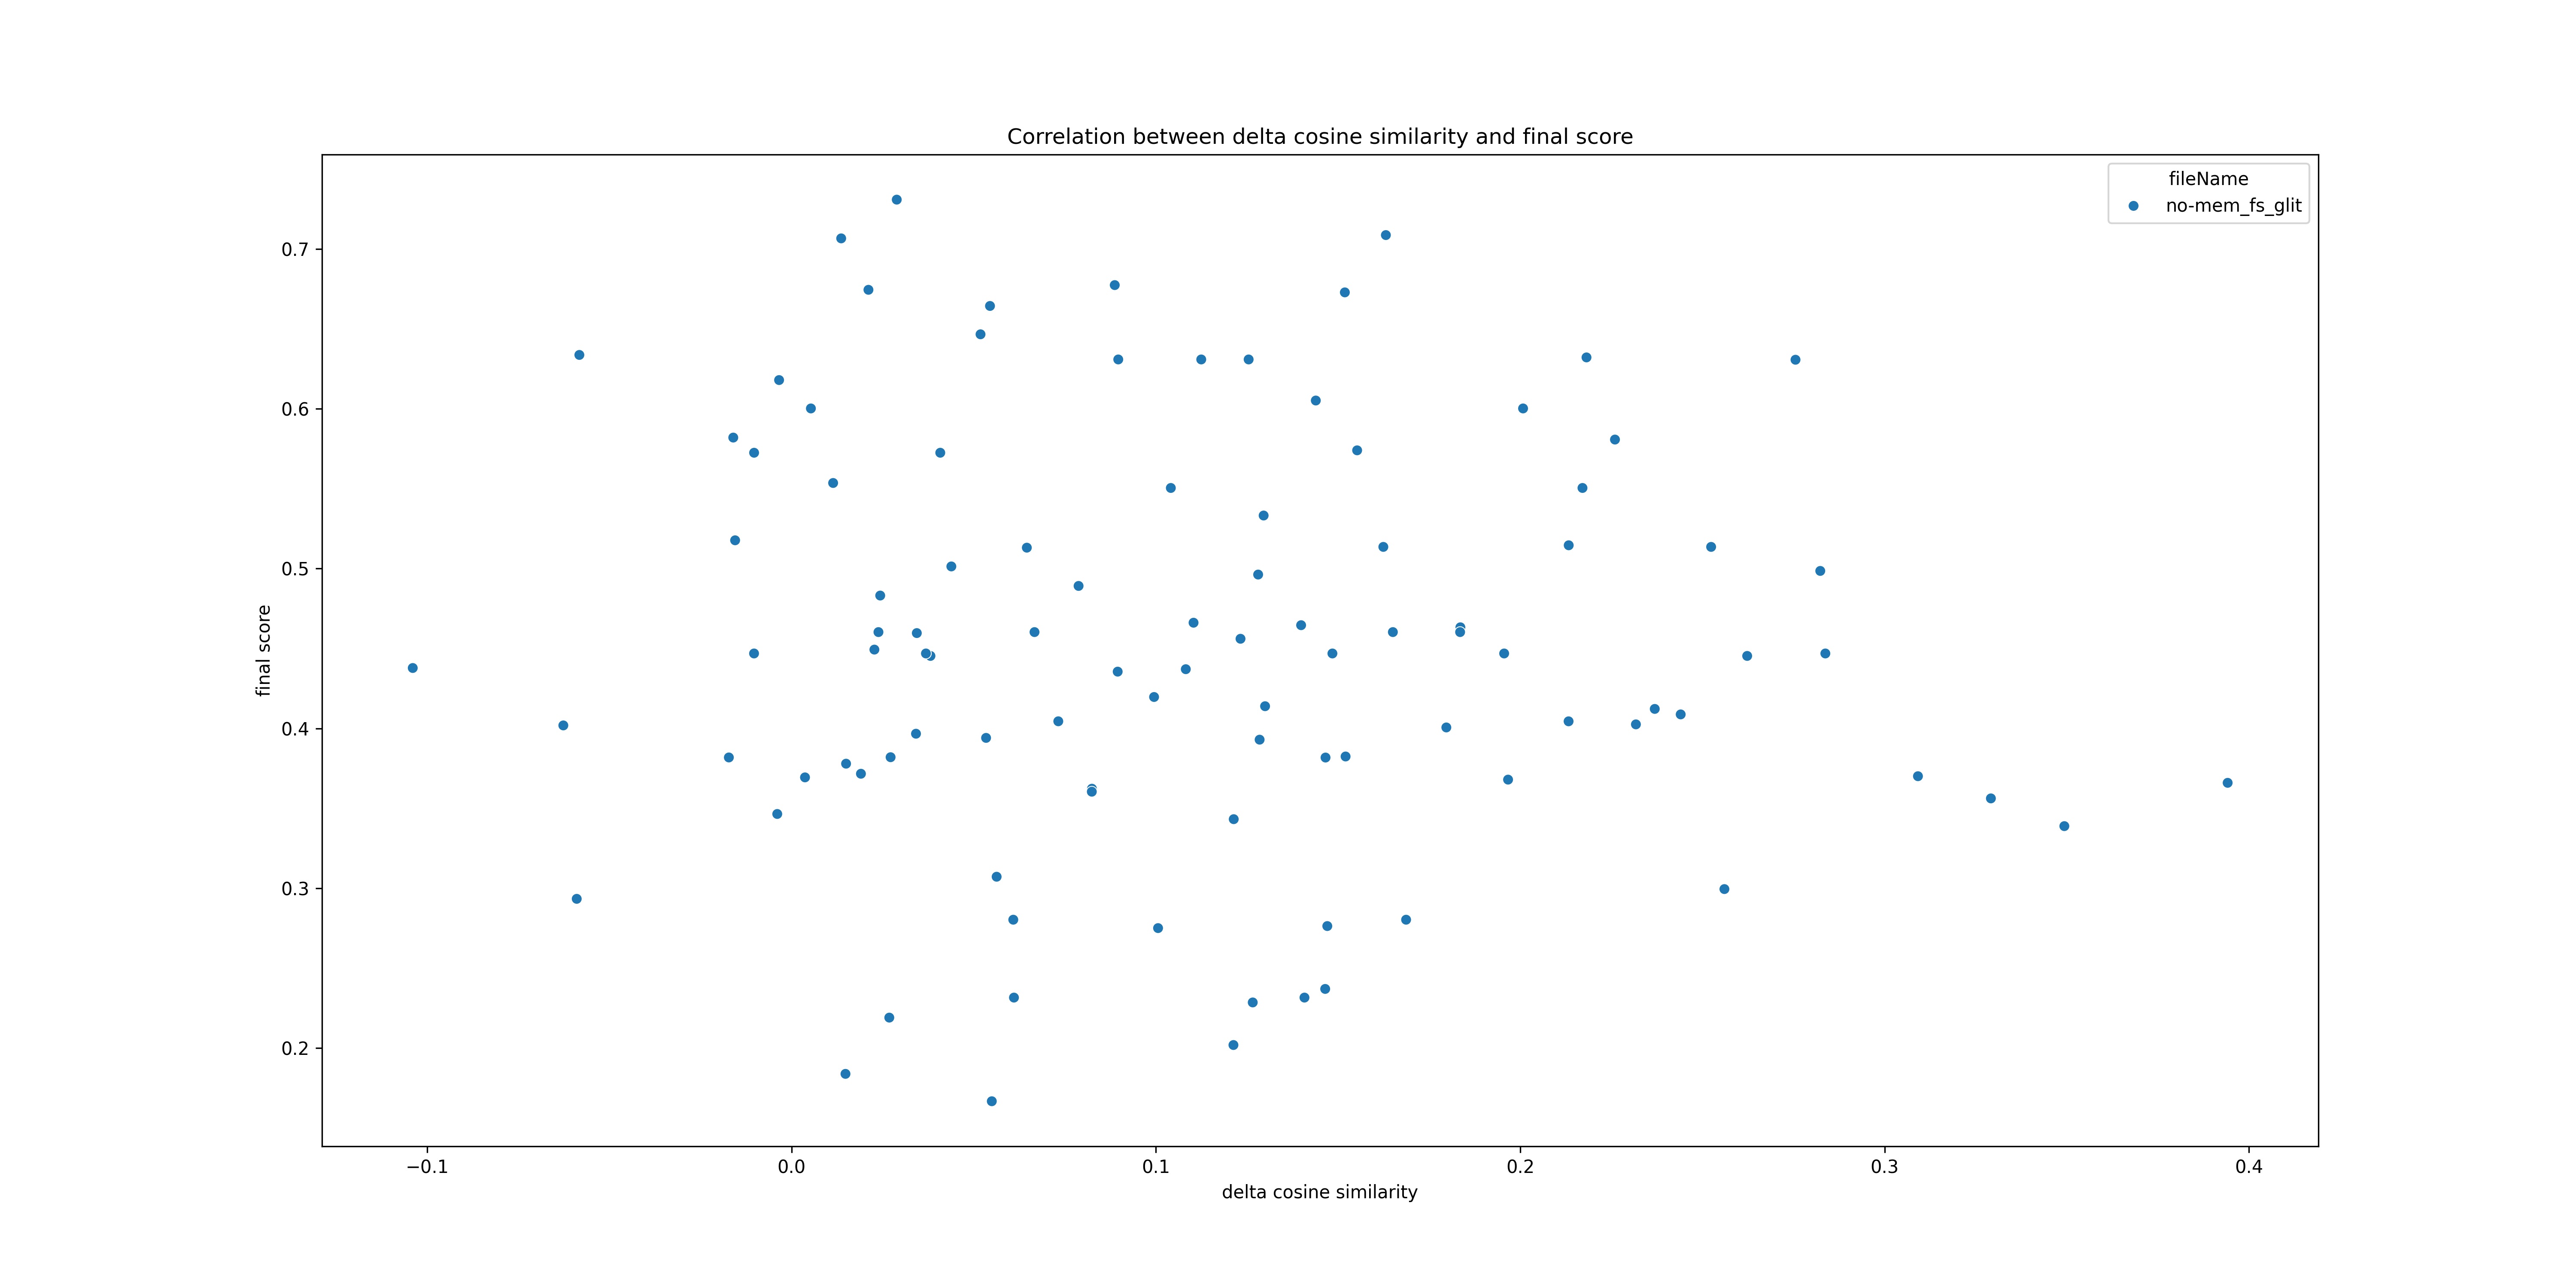 Correlation between delta cosine similarity and final score
fileName
no-mem_fs_glit
0.7
0.6
0.5
0.4
0.3
0.2
final score
−0.1
0.0
0.1
0.2
0.3
0.4
delta cosine similarity